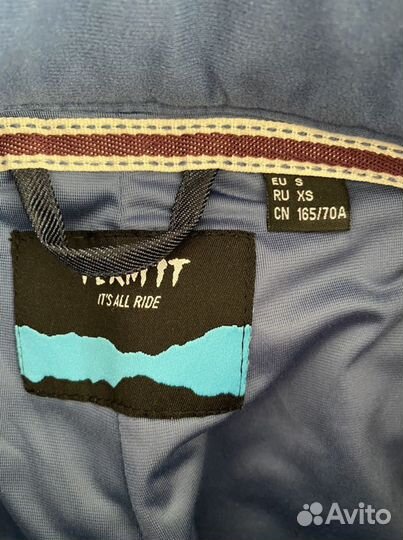 EU S
RU XS
CN 165/70A
TERMIT
IT'S ALL RIDE
Avito